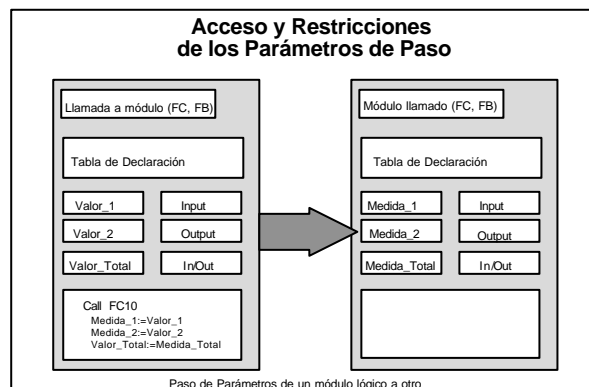 Acceso y Restricciones
de los Parámetros de Paso
Llamada a módulo (FC, FB)
Tabla de Declaración
Valor_1 Input
Valor_2 Output
Valor_Total In/Out
Call FC10
Medida_1:=Valor_1
Medida_2:=Valor_2
Valor_Total:=Medida_Total
Módulo llamado (FC, FB)
Tabla de Declaración
Medida_1 Input
Medida_2 Output
Medida_Total In/Out
Paso de Parámetros de un módulo lógico a otro